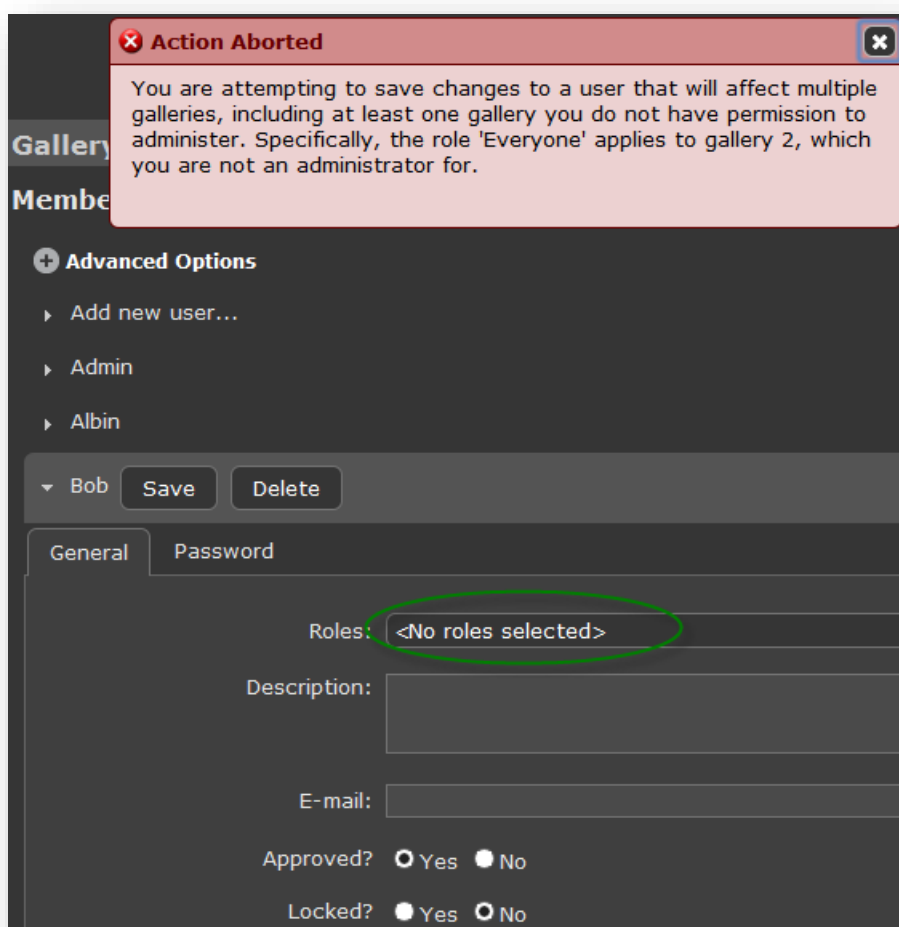 Action Aborted
You are attempting to save changes to a user that will affect multiple
galleries, including at least one gallery you do not have permission to
administer. Specifically, the role 'Everyone' applies to gallery 2, which
you are not an administrator for.
Gallery
Membe
Advanced Options
Add new user...
Admin
Albin
Bob Save Delete
General Password
Roles: <No roles selected>
Description:
E-mail:
Approved? Yes No
Locked? Yes No